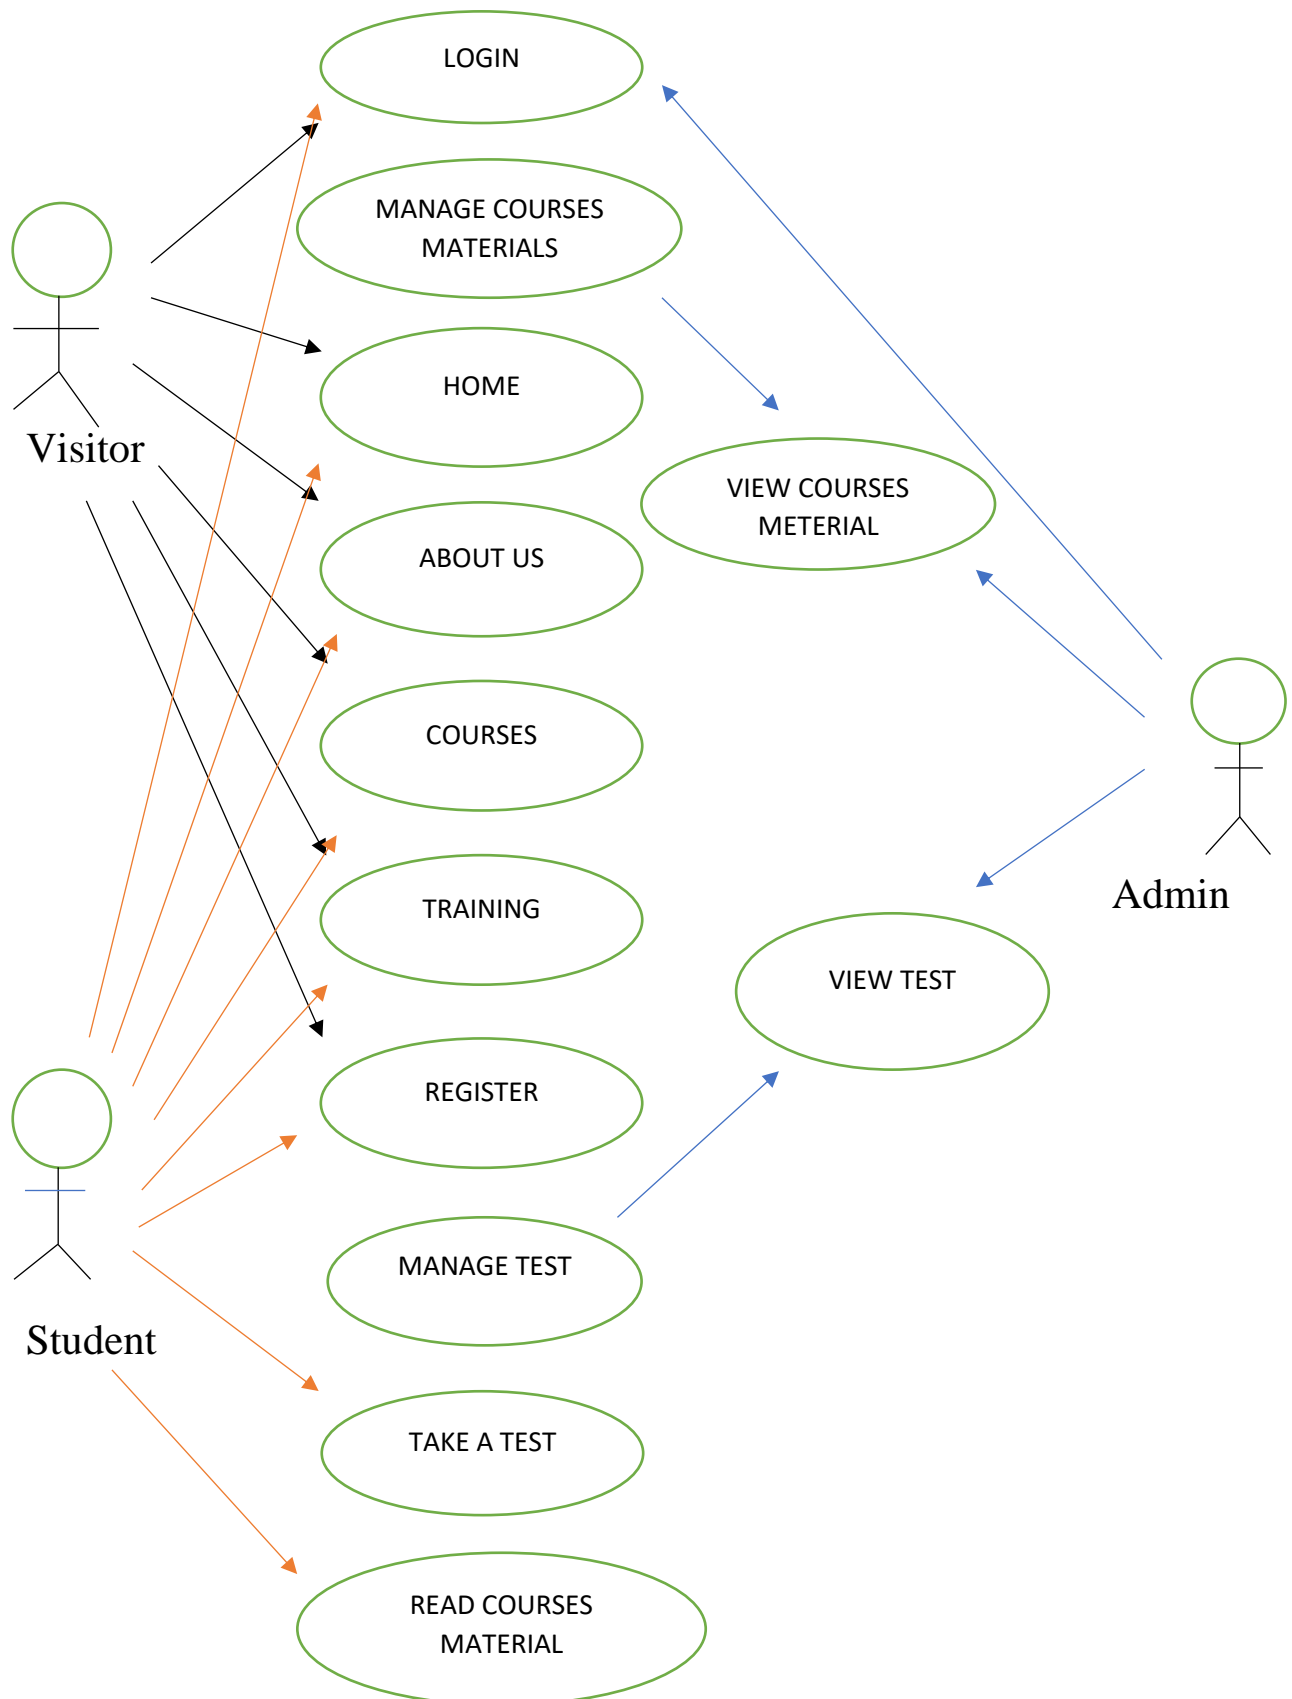 LOGIN
MANAGE COURSES
MATERIALS
HOME
Visitor
VIEW COURSES
METERIAL
ABOUT US
COURSES
Admin
TRAINING
VIEW TEST
REGISTER
MANAGE TEST
Student
TAKE A TEST
READ COURSES
MATERIAL